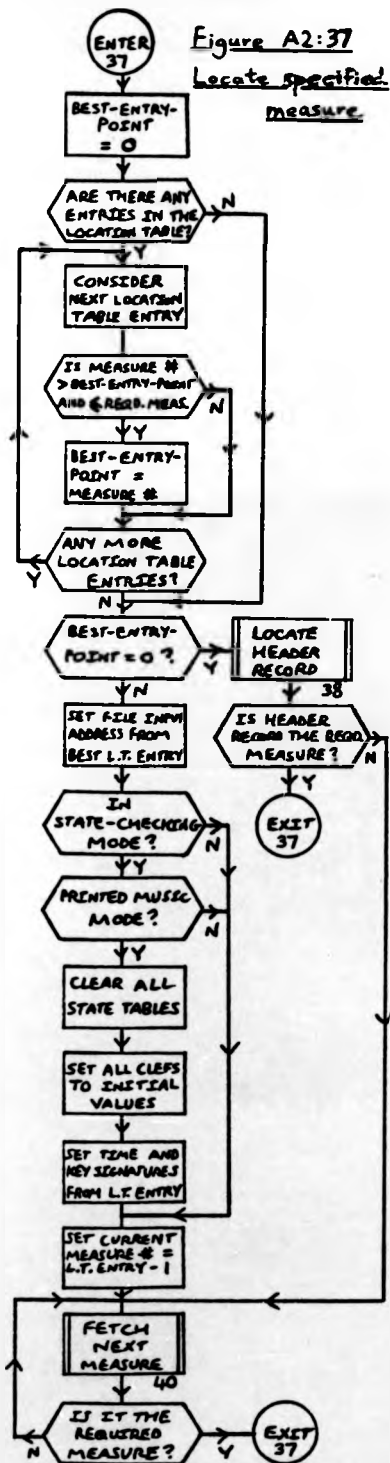 ENTER
37
Figure A2:37
Locate specified
measure
BEST-ENTRY-
POINT
= 0
ARE THERE ANY
ENTRIES IN THE
LOCATION TABLE?
N
Y
CONSIDER
NEXT LOCATION
TABLE ENTRY
IS MEASURE #
> BEST-ENTRY-POINT
AND ≤ REQD. MEAS.
N
Y
BEST-ENTRY-
POINT =
MEASURE #
ANY MORE
LOCATION TABLE
ENTRIES?
Y
N
BEST-ENTRY-
POINT = 0 ?
Y
N
LOCATE
HEADER
RECORD
38
SET FILE INPUT
ADDRESS FROM
BEST L.T. ENTRY
IS HEADER
RECORD THE REQD.
MEASURE?
N
Y
EXIT
37
IN
STATE-CHECKING
MODE?
N
Y
PRINTED MUSIC
MODE?
N
Y
CLEAR ALL
STATE TABLES
SET ALL CLEFS
TO INITIAL
VALUES
SET TIME AND
KEY SIGNATURES
FROM L.T. ENTRY
SET CURRENT
MEASURE # =
L.T. ENTRY - 1
FETCH
NEXT
MEASURE
40
IS IT THE
REQUIRED
MEASURE?
N
Y
EXIT
37